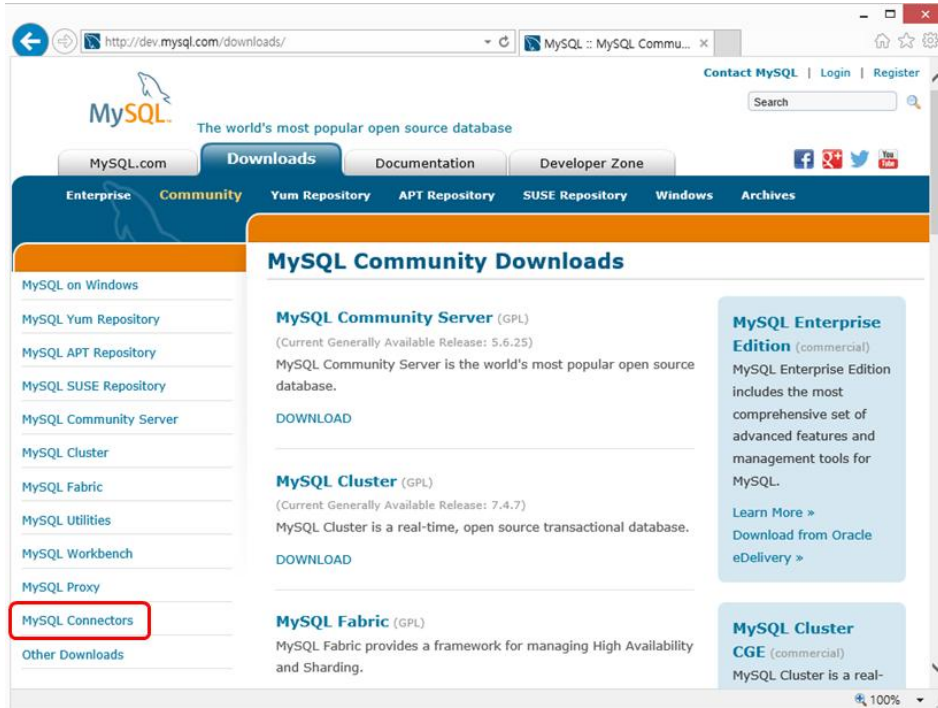 http://dev.mysql.com/downloads/
MySQL :: MySQL Commu...
Contact MySQL | Login | Register
Search
MySQL
The world's most popular open source database
MySQL.com
Downloads
Documentation
Developer Zone
You Tube
Enterprise Community Yum Repository APT Repository SUSE Repository Windows Archives
MySQL on Windows
MySQL Yum Repository
MySQL APT Repository
MySQL SUSE Repository
MySQL Community Server
MySQL Cluster
MySQL Fabric
MySQL Utilities
MySQL Workbench
MySQL Proxy
MySQL Connectors
Other Downloads
MySQL Community Downloads
MySQL Community Server (GPL)
(Current Generally Available Release: 5.6.25)
MySQL Community Server is the world's most popular open source
database.
DOWNLOAD
MySQL Cluster (GPL)
(Current Generally Available Release: 7.4.7)
MySQL Cluster is a real-time, open source transactional database.
DOWNLOAD
MySQL Fabric (GPL)
MySQL Fabric provides a framework for managing High Availability
and Sharding.
MySQL Enterprise
Edition (commercial)
MySQL Enterprise Edition
includes the most
comprehensive set of
advanced features and
management tools for
MySQL.
Learn More »
Download from Oracle
eDelivery »
MySQL Cluster
CGE (commercial)
MySQL Cluster is a real-
100%